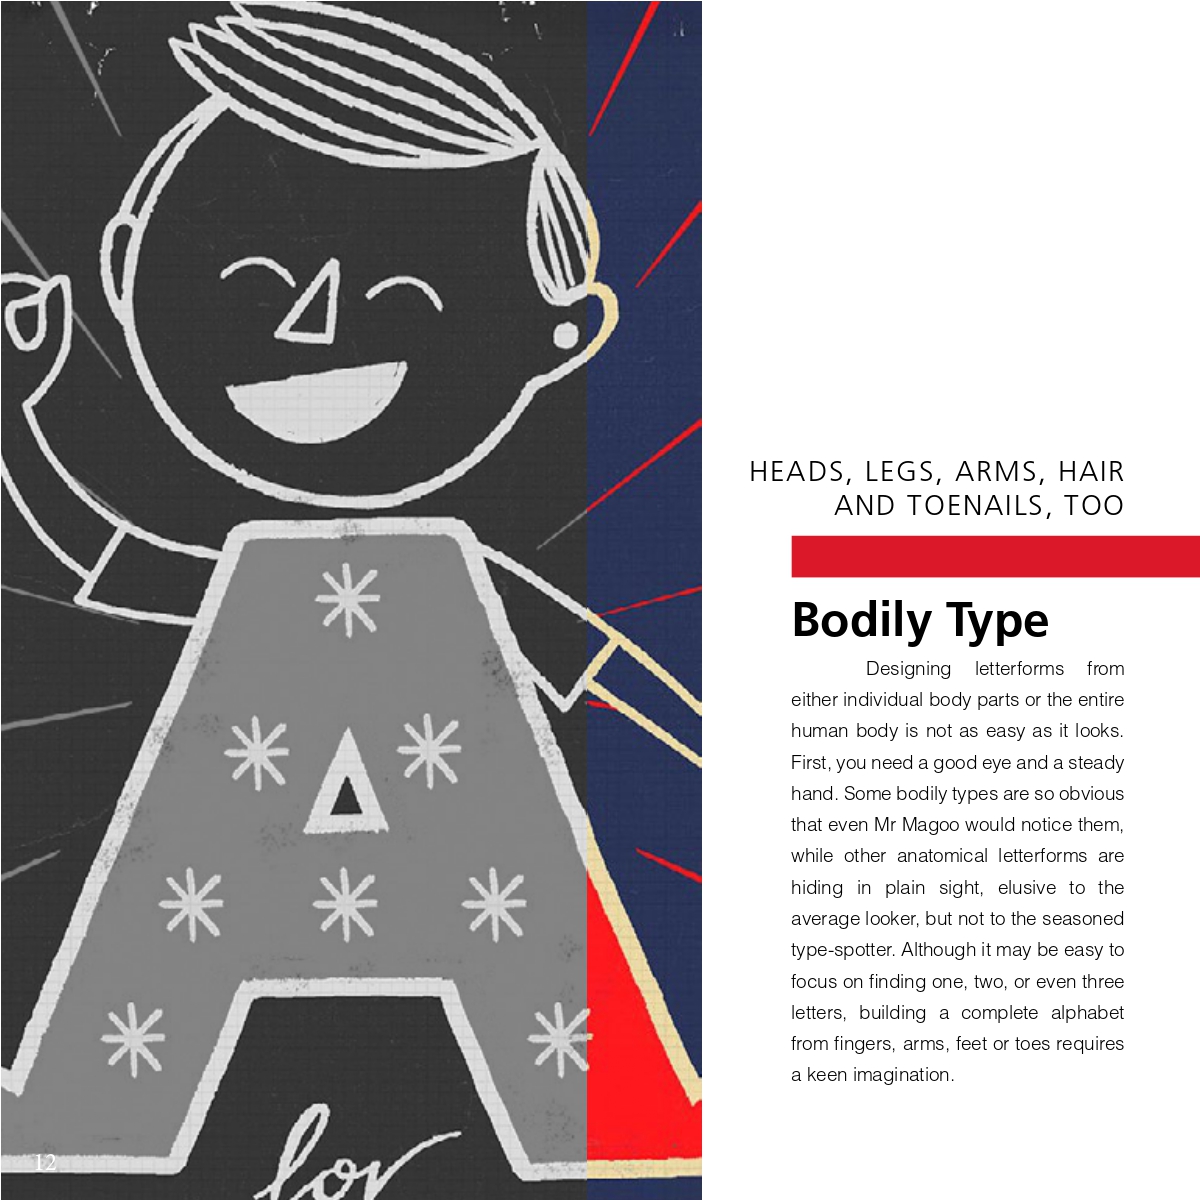 HEADS, LEGS, ARMS, HAIR
AND TOENAILS, TOO
Bodily Type
Designing letterforms from
either individual body parts or the entire
human body is not as easy as it looks.
First, you need a good eye and a steady
hand. Some bodily types are so obvious
that even Mr Magoo would notice them,
while other anatomical letterforms are
hiding in plain sight, elusive to the
average looker, but not to the seasoned
type-spotter. Although it may be easy to
focus on finding one, two, or even three
letters, building a complete alphabet
from fingers, arms, feet or toes requires
a keen imagination.
A
for
12